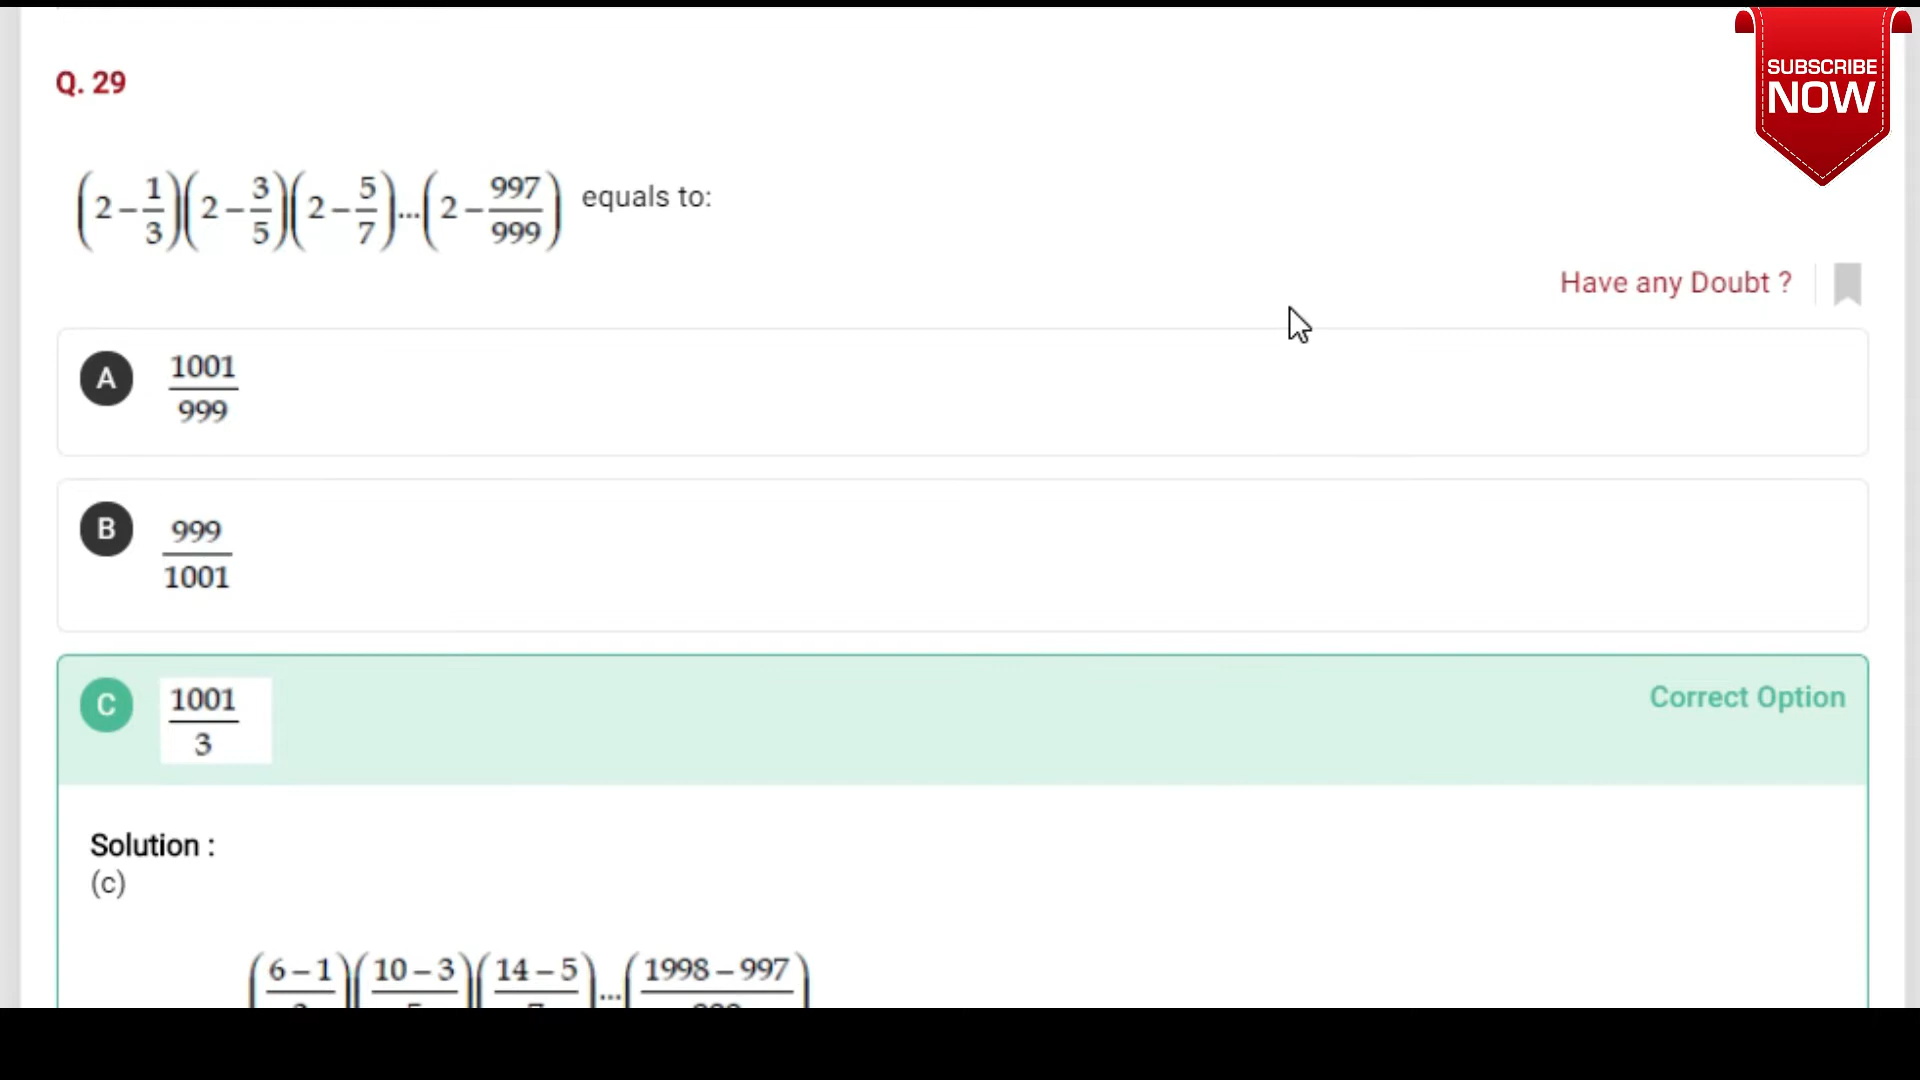 SUBSCRIBE
NOW
Q. 29
(2 − 1/3)(2 − 3/5)(2 − 5/7)...(2 − 997/999) equals to:
Have any Doubt ?
A 1001/999
B 999/1001
C 1001/3
Correct Option
Solution :
(c)
(6 − 1/)(10 − 3/)(14 − 5/)...(1998 − 997/)